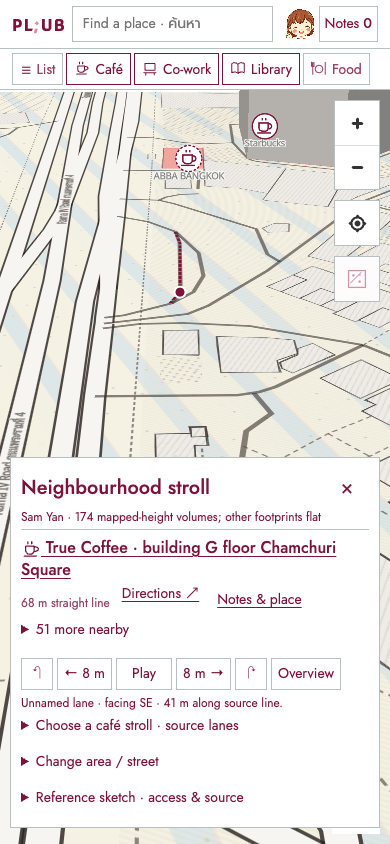 PL;UB
Find a place · ค้นหา
Notes 0
List
Café
Co-work
Library
Food
Starbucks
ABBA BANGKOK
Neighbourhood stroll
Sam Yan · 174 mapped-height volumes; other footprints flat
True Coffee · building G floor Chamchuri
Square
68 m straight line
Directions ↗
Notes & place
51 more nearby
← 8 m
Play
8 m →
Overview
Unnamed lane · facing SE · 41 m along source line.
Choose a café stroll · source lanes
Change area / street
Reference sketch · access & source